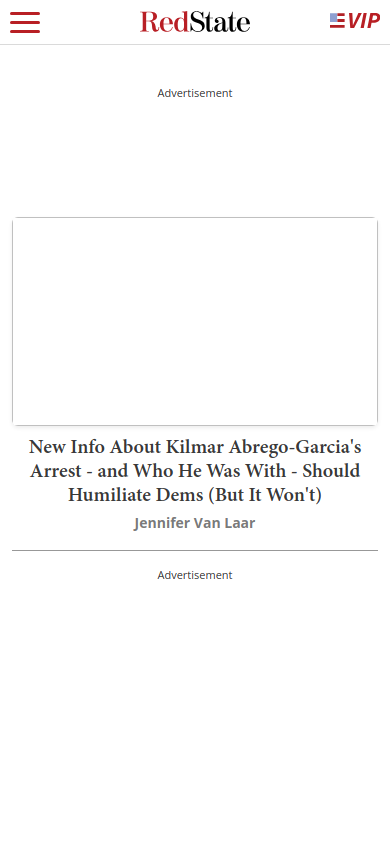 RedState
VIP
Advertisement
New Info About Kilmar Abrego-Garcia's
Arrest - and Who He Was With - Should
Humiliate Dems (But It Won't)
Jennifer Van Laar
Advertisement